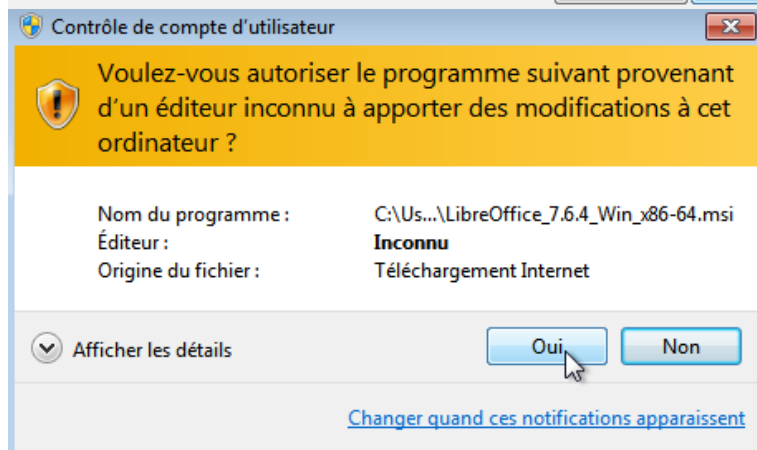 Contrôle de compte d’utilisateur
Voulez-vous autoriser le programme suivant provenant
d’un éditeur inconnu à apporter des modifications à cet
ordinateur ?
Nom du programme : C:\Us...\LibreOffice_7.6.4_Win_x86-64.msi
Éditeur : Inconnu
Origine du fichier : Téléchargement Internet
Afficher les détails Oui Non
Changer quand ces notifications apparaissent